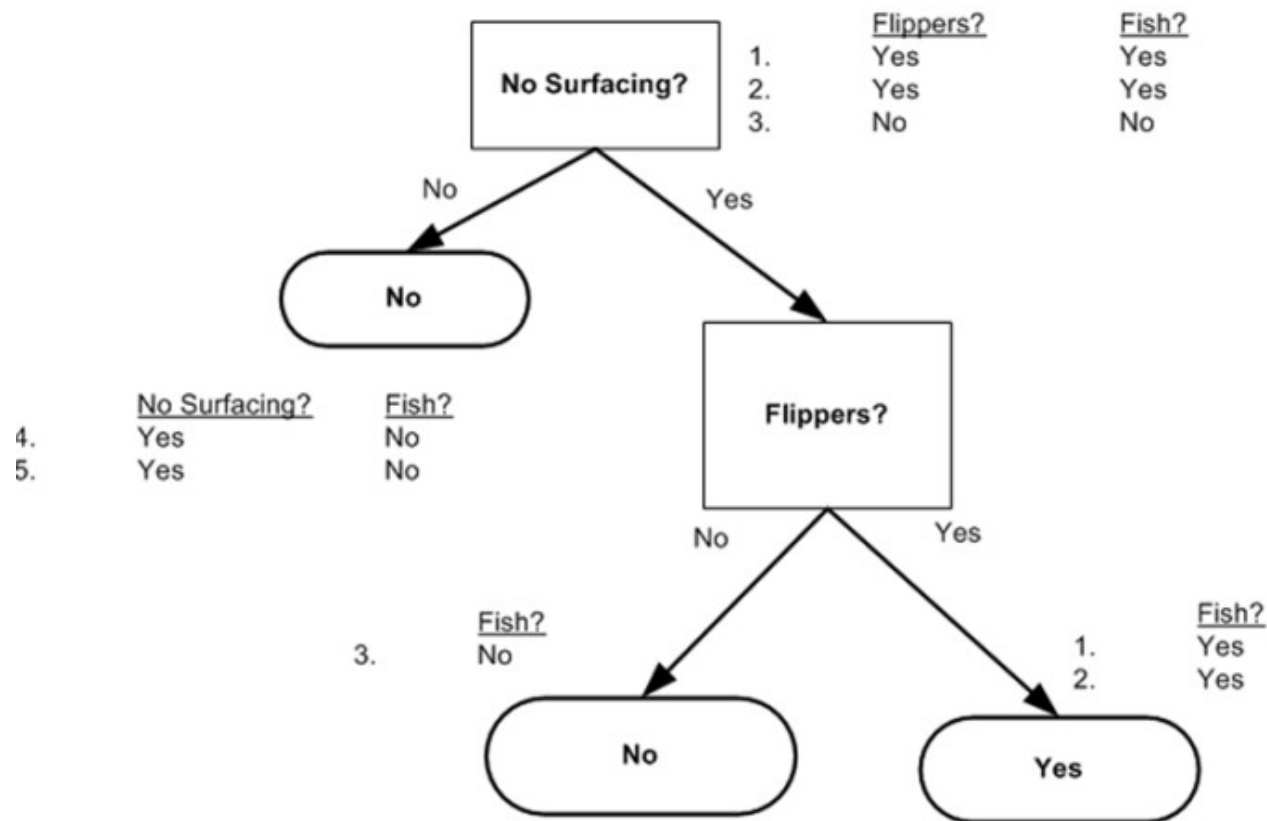 No Surfacing?
Flippers? Fish?
1. Yes Yes
2. Yes Yes
3. No No
No Yes
No
No Surfacing? Fish?
4. Yes No
5. Yes No
Flippers?
No Yes
Fish?
3. No
Fish?
1. Yes
2. Yes
No
Yes